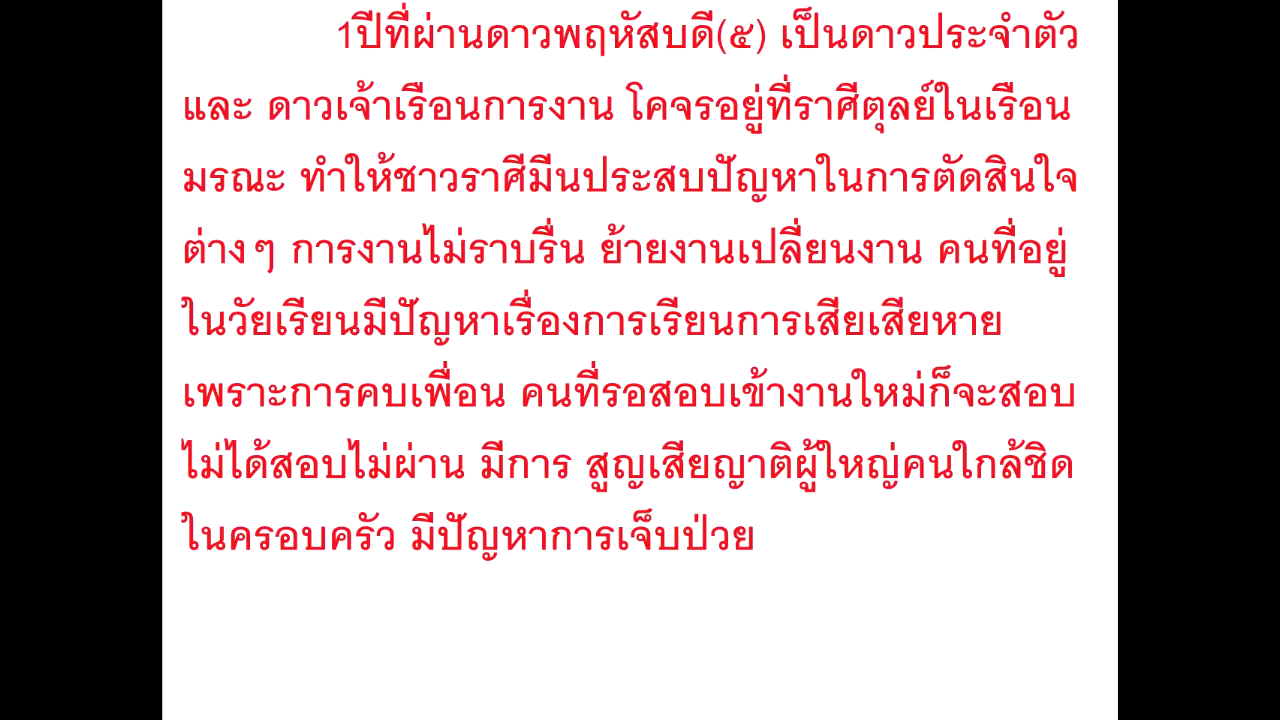 1ปีที่ผ่านดาวพฤหัสบดี(๕) เป็นดาวประจำตัว
และ ดาวเจ้าเรือนการงาน โคจรอยู่ที่ราศีตุลย์ในเรือน
มรณะ ทำให้ชาวราศีมีนประสบปัญหาในการตัดสินใจ
ต่างๆ การงานไม่ราบรื่น ย้ายงานเปลี่ยนงาน คนที่อยู่
ในวัยเรียนมีปัญหาเรื่องการเรียนการเสียเสียหาย
เพราะการคบเพื่อน คนที่รอสอบเข้างานใหม่ก็จะสอบ
ไม่ได้สอบไม่ผ่าน มีการ สูญเสียญาติผู้ใหญ่คนใกล้ชิด
ในครอบครัว มีปัญหาการเจ็บป่วย